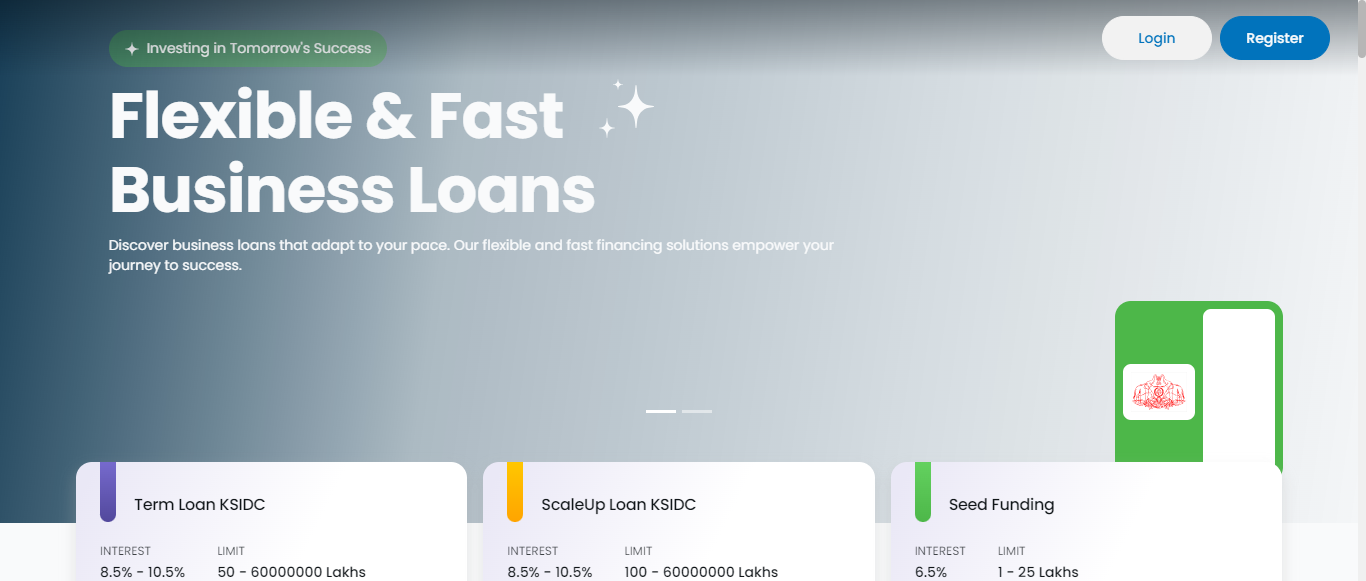 Login
Register
Investing in Tomorrow's Success
Flexible & Fast
Business Loans
Discover business loans that adapt to your pace. Our flexible and fast financing solutions empower your
journey to success.
Term Loan KSIDC
INTEREST LIMIT
8.5% - 10.5% 50 - 60000000 Lakhs
ScaleUp Loan KSIDC
INTEREST LIMIT
8.5% - 10.5% 100 - 60000000 Lakhs
Seed Funding
INTEREST LIMIT
6.5% 1 - 25 Lakhs